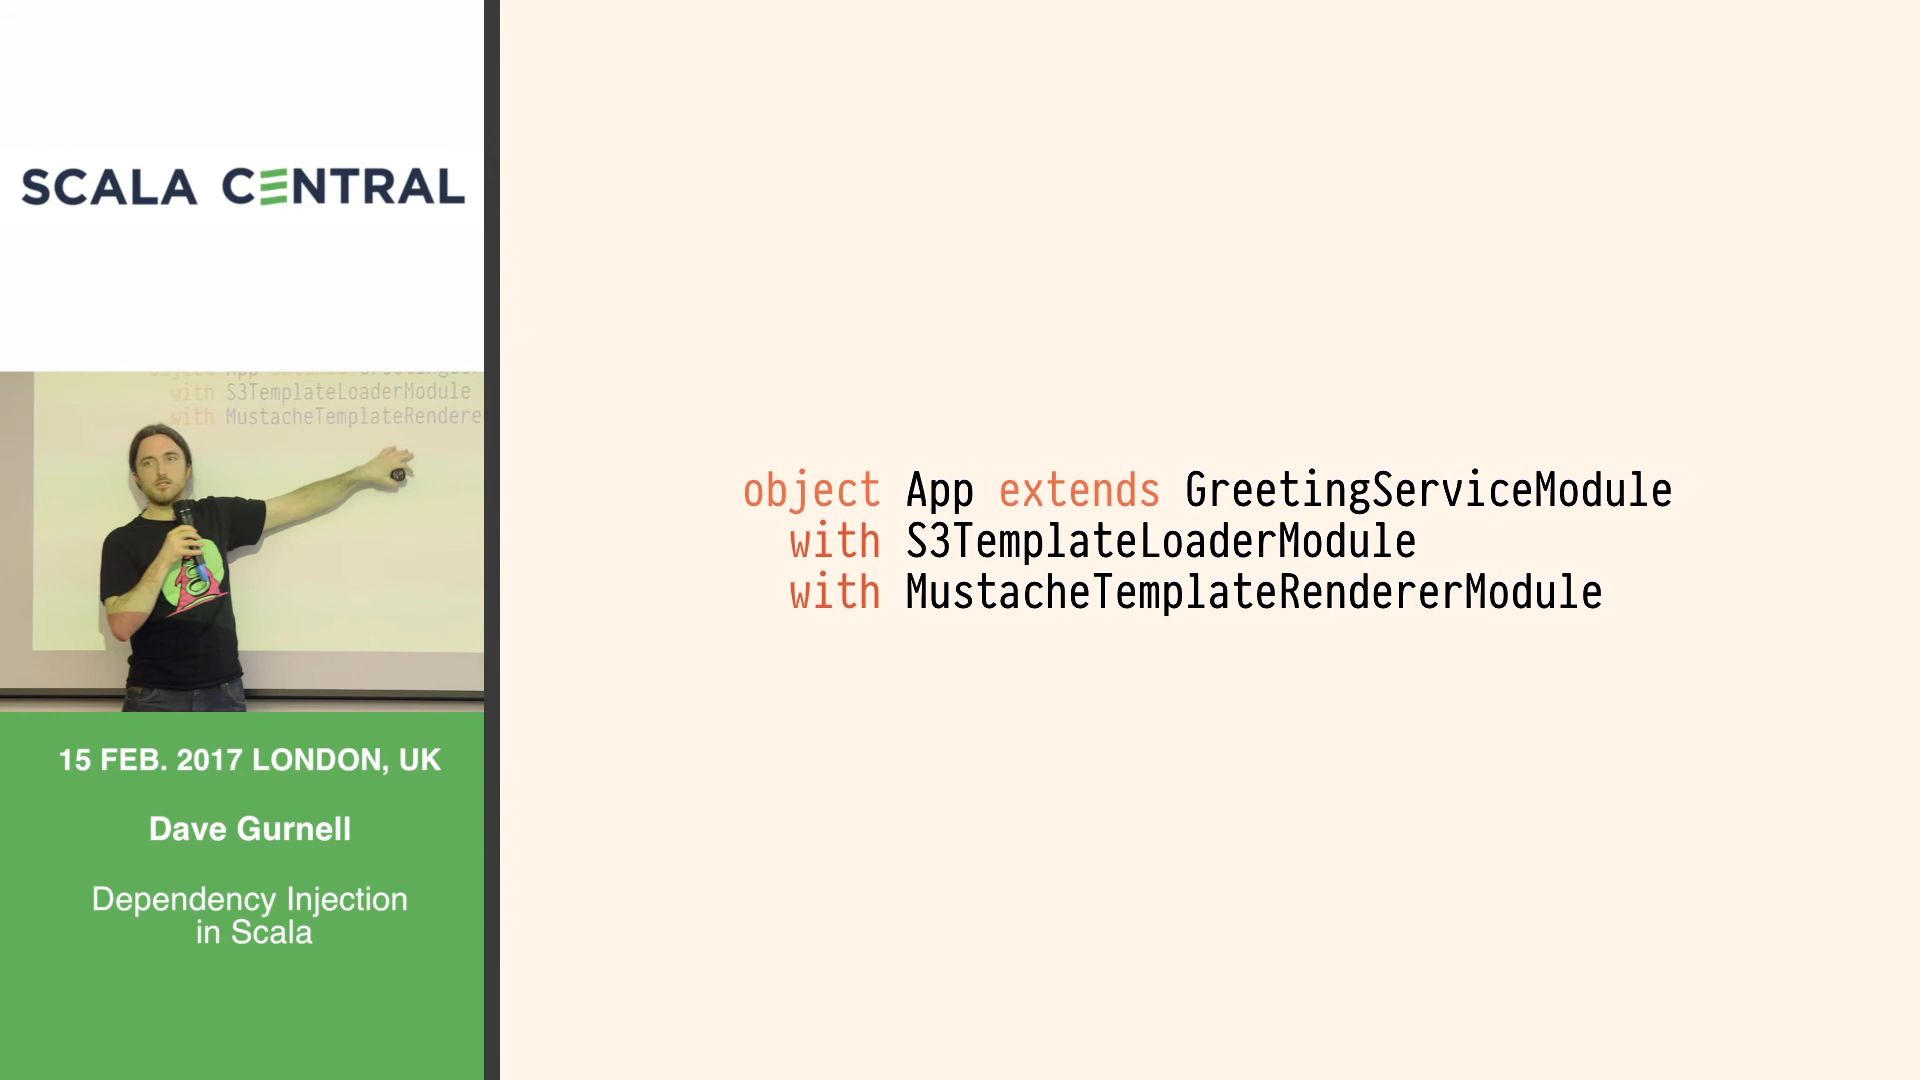 SCALA CENTRAL
with S3TemplateLoaderModule
with MustacheTemplateRendere
15 FEB. 2017 LONDON, UK
Dave Gurnell
Dependency Injection
in Scala
object App extends GreetingServiceModule
with S3TemplateLoaderModule
with MustacheTemplateRendererModule